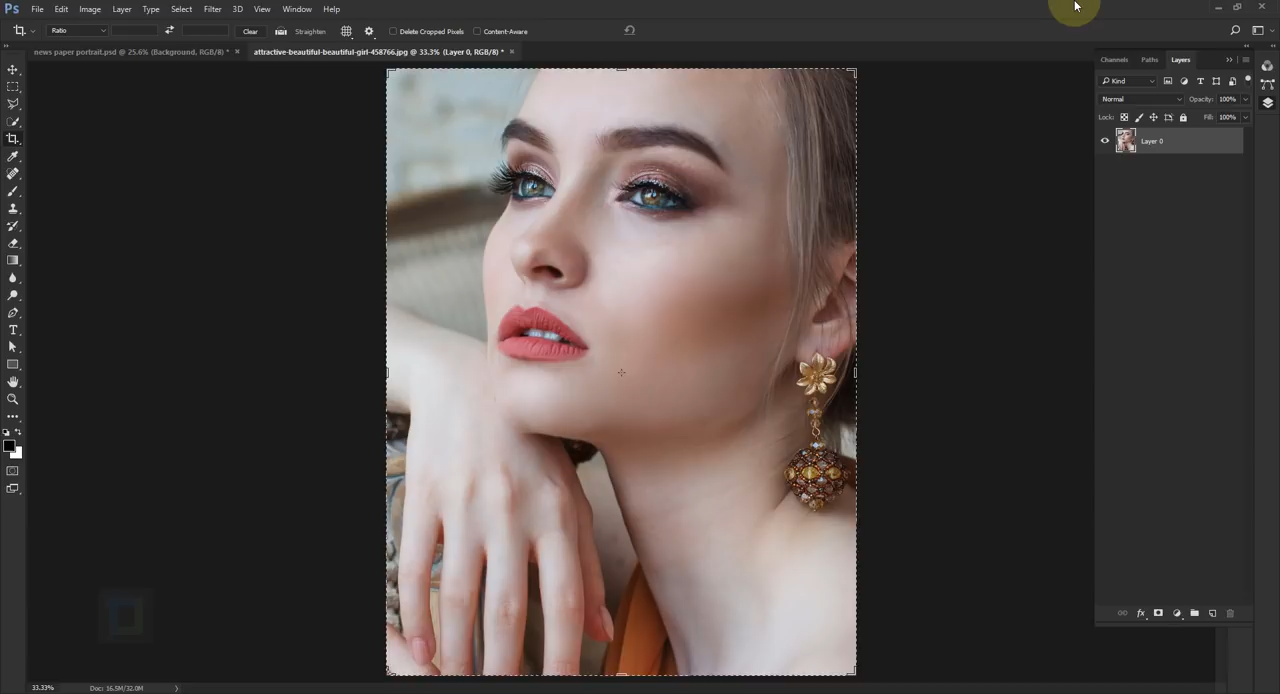 Ps File Edit Image Layer Type Select Filter 3D View Window Help
Ratio Clear Straighten Delete Cropped Pixels Content-Aware
news paper portrait.psd @ 25.6% (Background, RGB/8) * × attractive-beautiful-beautiful-girl-458766.jpg @ 33.3% (Layer 0, RGB/8) * ×
Channels Paths Layers
Kind
Normal Opacity: 100%
Lock: Fill: 100%
Layer 0
fx
33.33% Doc: 16.5M/32.0M